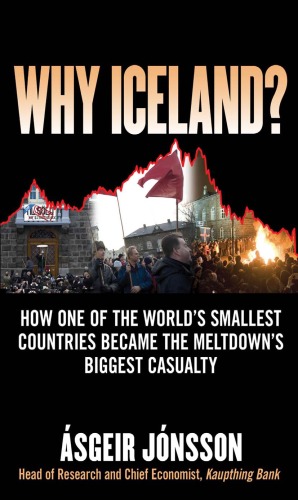 WHY ICELAND?
HOW ONE OF THE WORLD'S SMALLEST
COUNTRIES BECAME THE MELTDOWN'S
BIGGEST CASUALTY
ÁSGEIR JÓNSSON
Head of Research and Chief Economist, Kaupthing Bank